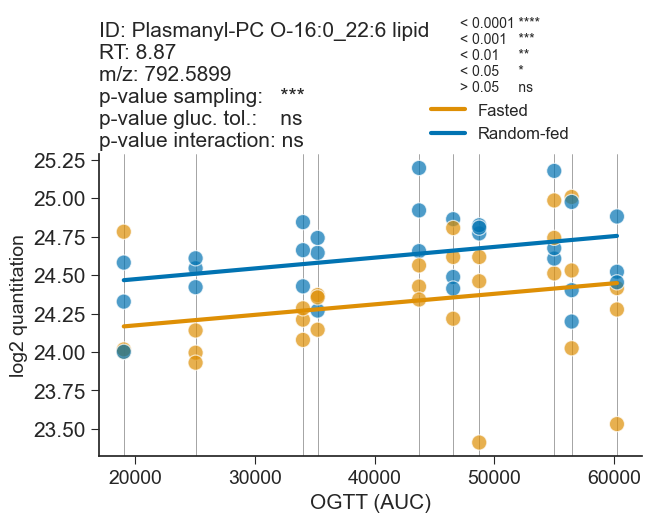 ID: Plasmanyl-PC O-16:0_22:6 lipid
RT: 8.87
m/z: 792.5899
p-value sampling: ***
p-value gluc. tol.: ns
p-value interaction: ns
< 0.0001 ****
< 0.001 ***
< 0.01 **
< 0.05 *
> 0.05 ns
Fasted
Random-fed
25.25
25.00
24.75
24.50
24.25
24.00
23.75
23.50
log2 quantitation
20000 30000 40000 50000 60000
OGTT (AUC)